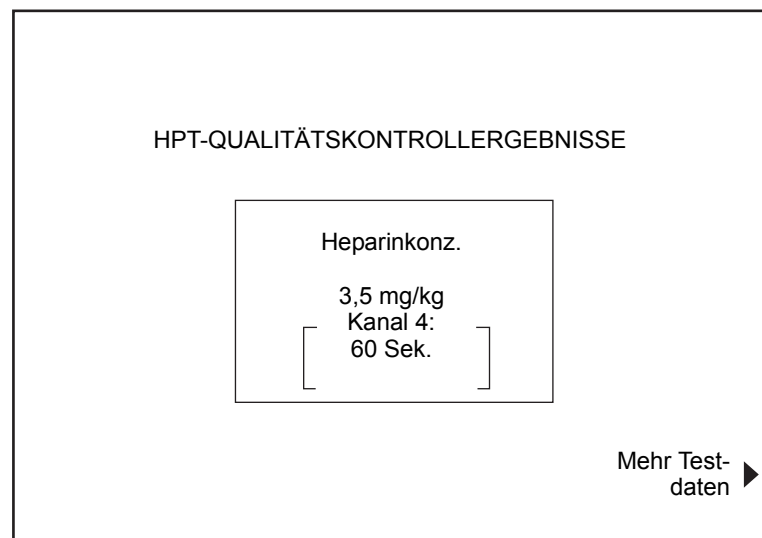 HPT-QUALITÄTSKONTROLLERGEBNISSE
Heparinkonz.
3,5 mg/kg
Kanal 4:
60 Sek.
Mehr Test-
daten